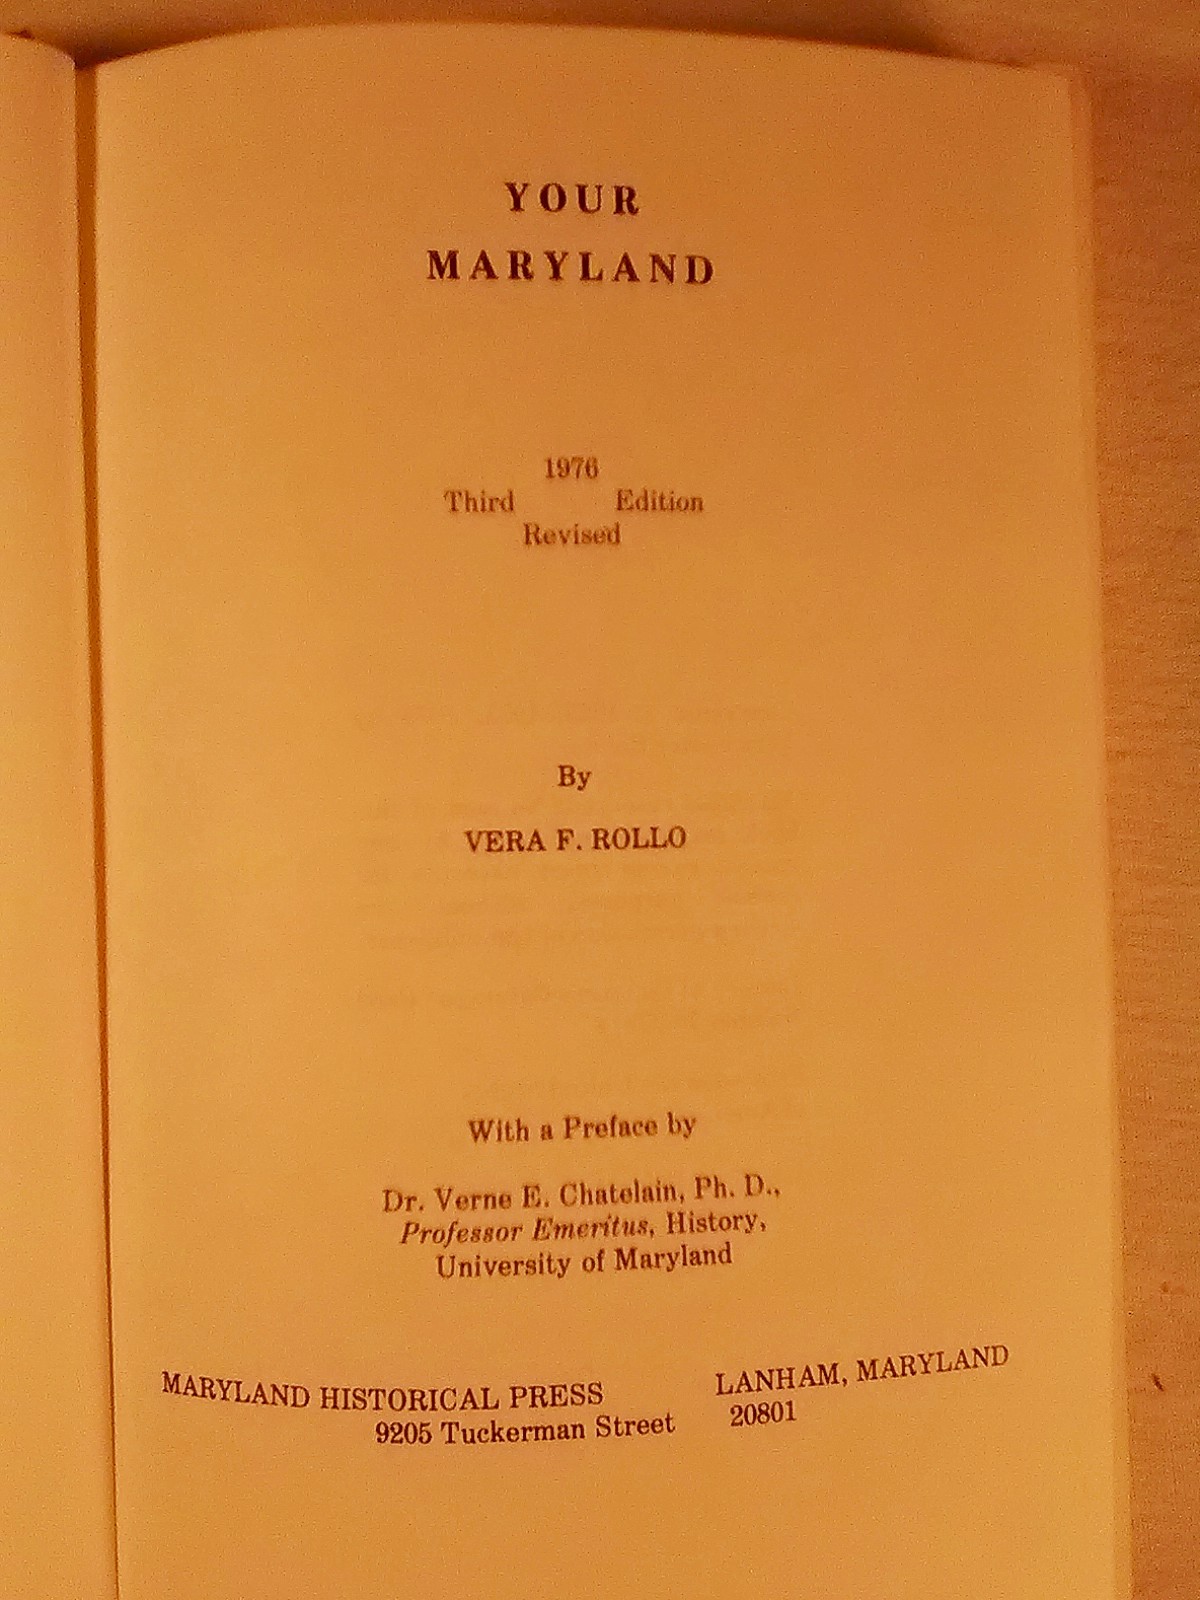 YOUR
MARYLAND
1976
Third Edition
Revised
By
VERA F. ROLLO
With a Preface by
Dr. Verne E. Chatelain, Ph. D.,
Professor Emeritus, History,
University of Maryland
MARYLAND HISTORICAL PRESS LANHAM, MARYLAND
9205 Tuckerman Street 20801